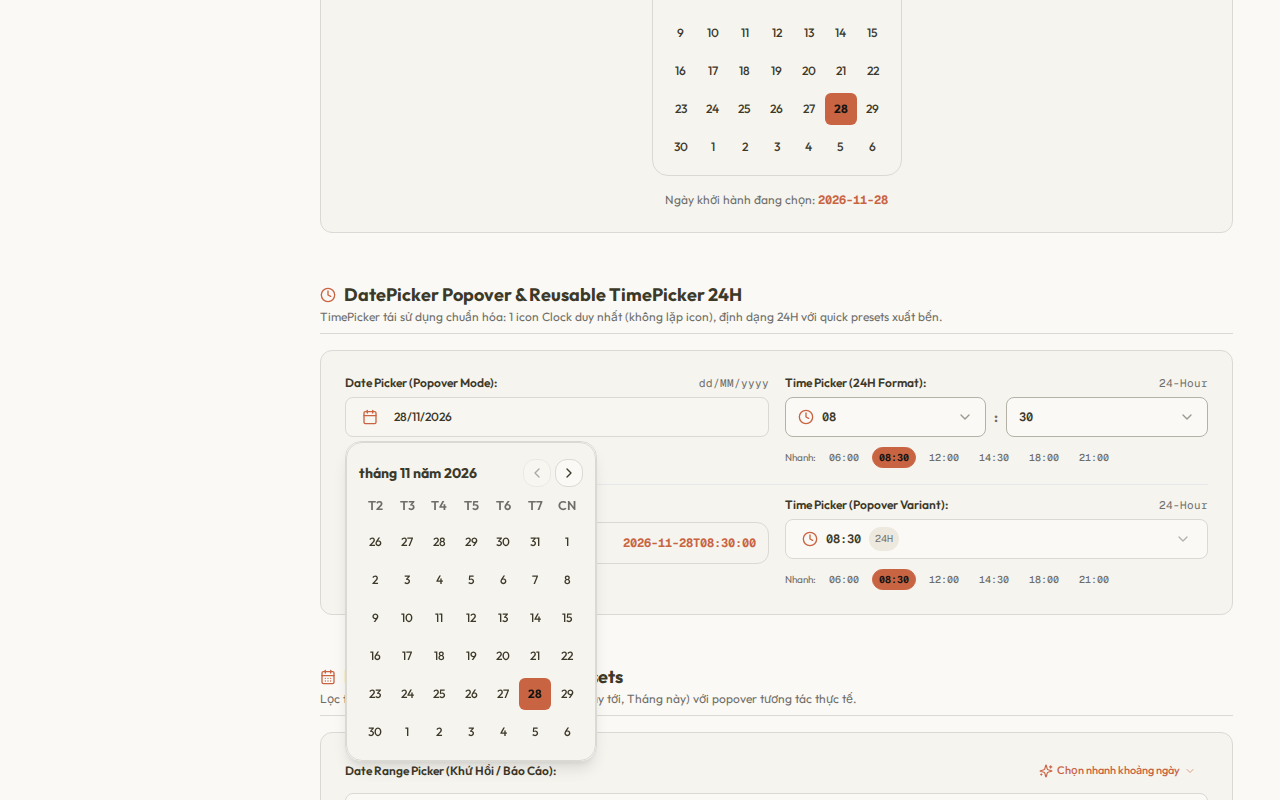 9 10 11 12 13 14 15
16 17 18 19 20 21 22
23 24 25 26 27 28 29
30 1 2 3 4 5 6
Ngày khởi hành đang chọn: 2026-11-28
DatePicker Popover & Reusable TimePicker 24H
TimePicker tái sử dụng chuẩn hóa: 1 icon Clock duy nhất (không lặp icon), định dạng 24H với quick presets xuất bến.
Date Picker (Popover Mode): dd/MM/yyyy
28/11/2026
tháng 11 năm 2026
T2 T3 T4 T5 T6 T7 CN
26 27 28 29 30 31 1
2 3 4 5 6 7 8
9 10 11 12 13 14 15
16 17 18 19 20 21 22
23 24 25 26 27 28 29
30 1 2 3 4 5 6
2026-11-28T08:30:00
Time Picker (24H Format): 24-Hour
08 : 30
Nhanh: 06:00 08:30 12:00 14:30 18:00 21:00
Time Picker (Popover Variant): 24-Hour
08:30 24H
Nhanh: 06:00 08:30 12:00 14:30 18:00 21:00
sets
Lọc tới, Tháng này) với popover tương tác thực tế.
Date Range Picker (Khứ Hồi / Báo Cáo): Chọn nhanh khoảng ngày